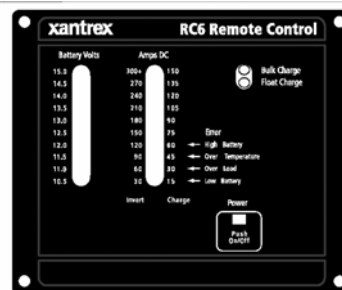 xantrex RC6 Remote Control
Battery Volts Amps DC
15.0 300+ 150 Bulk Charge
14.5 270 135 Float Charge
14.0 240 120
13.5 210 105
13.0 180 90
12.5 150 75 Error
12.0 120 60 High Battery
11.5 90 45 Over Temperature
11.0 60 30 Over Load
10.5 30 15 Low Battery
Invert Charge Power
Push
On/Off